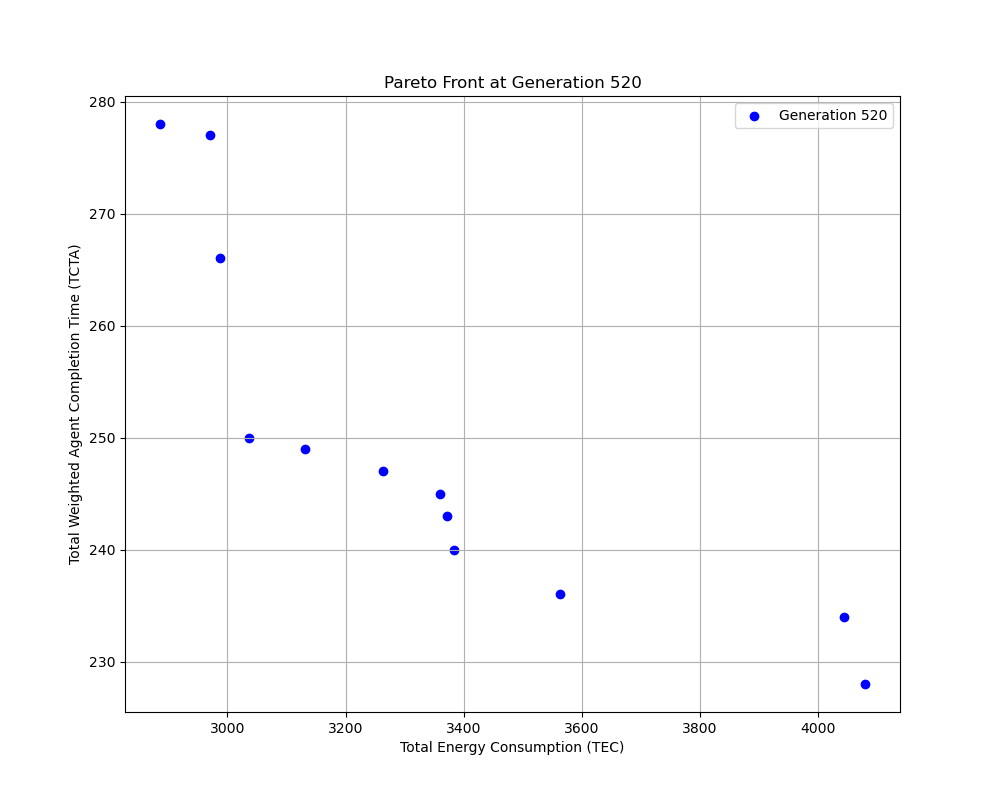 Pareto Front at Generation 520
Generation 520
280
270
260
250
240
230
Total Weighted Agent Completion Time (TCTA)
3000 3200 3400 3600 3800 4000
Total Energy Consumption (TEC)